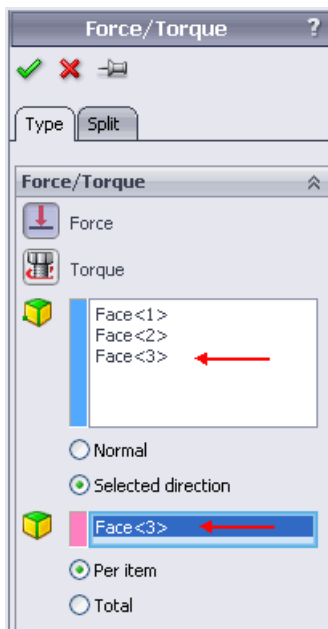 Force/Torque ?
Type Split
Force/Torque
Force
Torque
Face<1>
Face<2>
Face<3>
Normal
Selected direction
Face<3>
Per item
Total